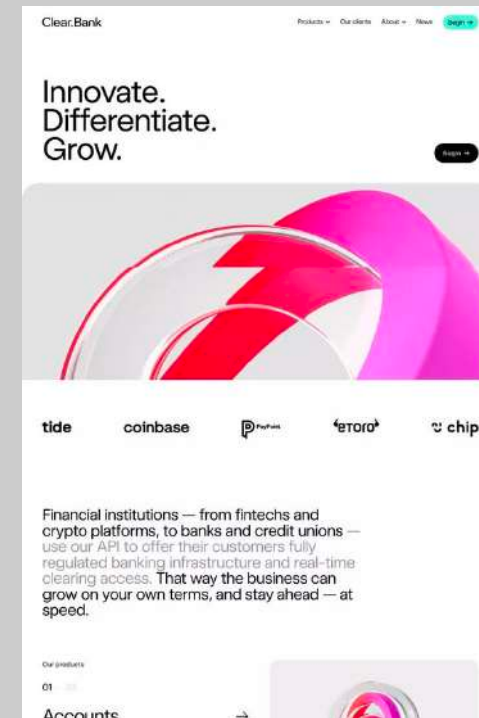 Clear.Bank
Products Our clients About News Begin →
Innovate.
Differentiate.
Grow.
Begin →
tide coinbase PayPoint eToro chip
Financial institutions — from fintechs and
crypto platforms, to banks and credit unions —
use our API to offer their customers fully
regulated banking infrastructure and real-time
clearing access. That way the business can
grow on your own terms, and stay ahead — at
speed.
Our products
01
Accounts →